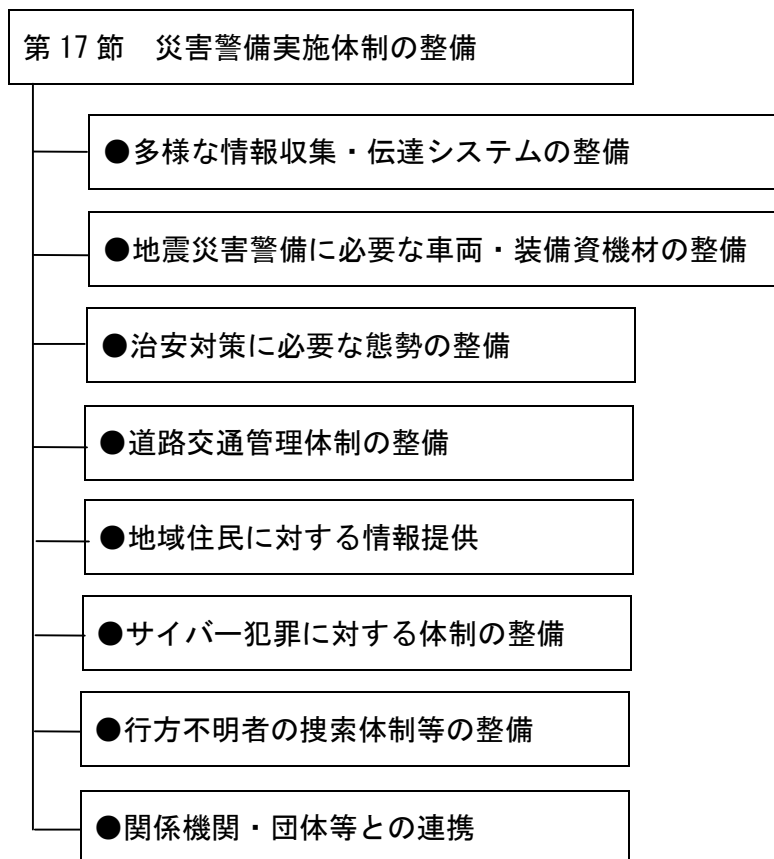 第17節　災害警備実施体制の整備
●多様な情報収集・伝達システムの整備
●地震災害警備に必要な車両・装備資機材の整備
●治安対策に必要な態勢の整備
●道路交通管理体制の整備
●地域住民に対する情報提供
●サイバー犯罪に対する体制の整備
●行方不明者の捜索体制等の整備
●関係機関・団体等との連携